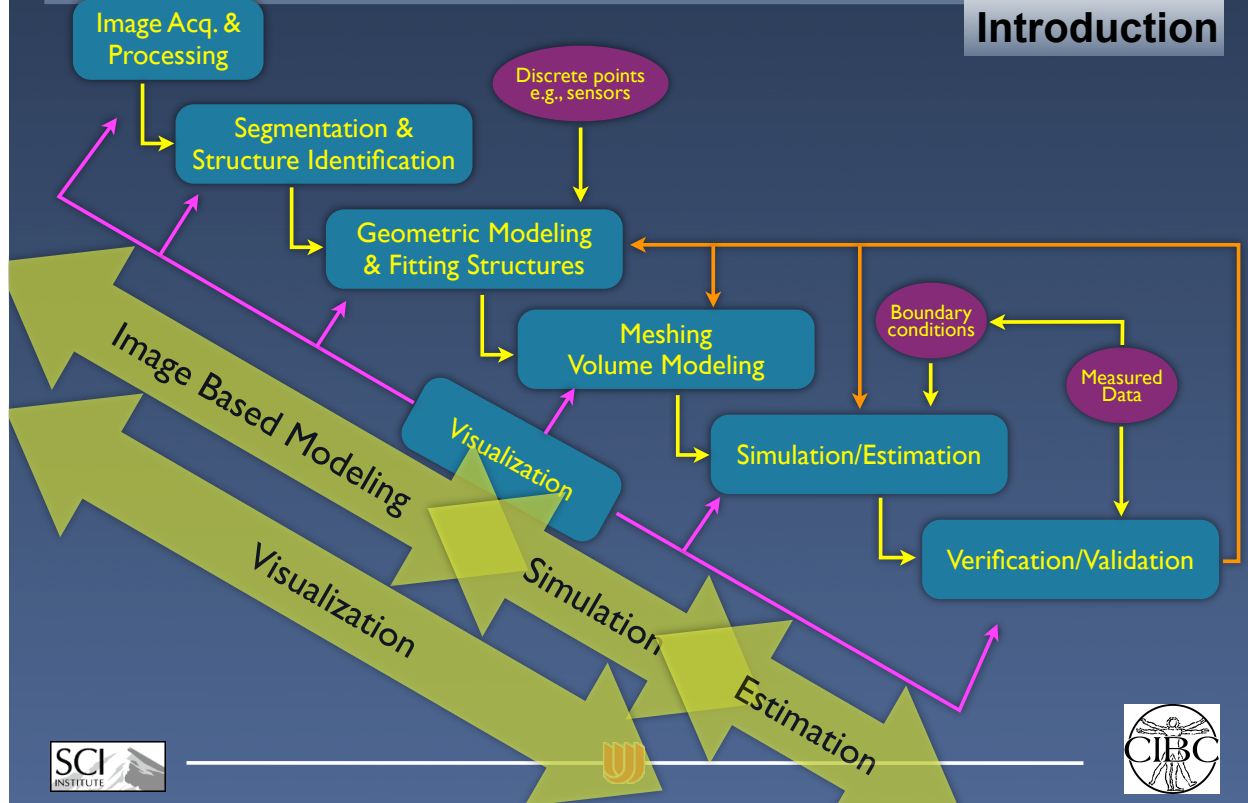 Introduction
Image Acq. &
Processing
Discrete points
e.g., sensors
Segmentation &
Structure Identification
Geometric Modeling
& Fitting Structures
Meshing
Volume Modeling
Boundary
conditions
Measured
Data
Visualization
Simulation/Estimation
Verification/Validation
Image Based Modeling
Visualization
Simulation
Estimation
SCI
INSTITUTE
U
CIBC